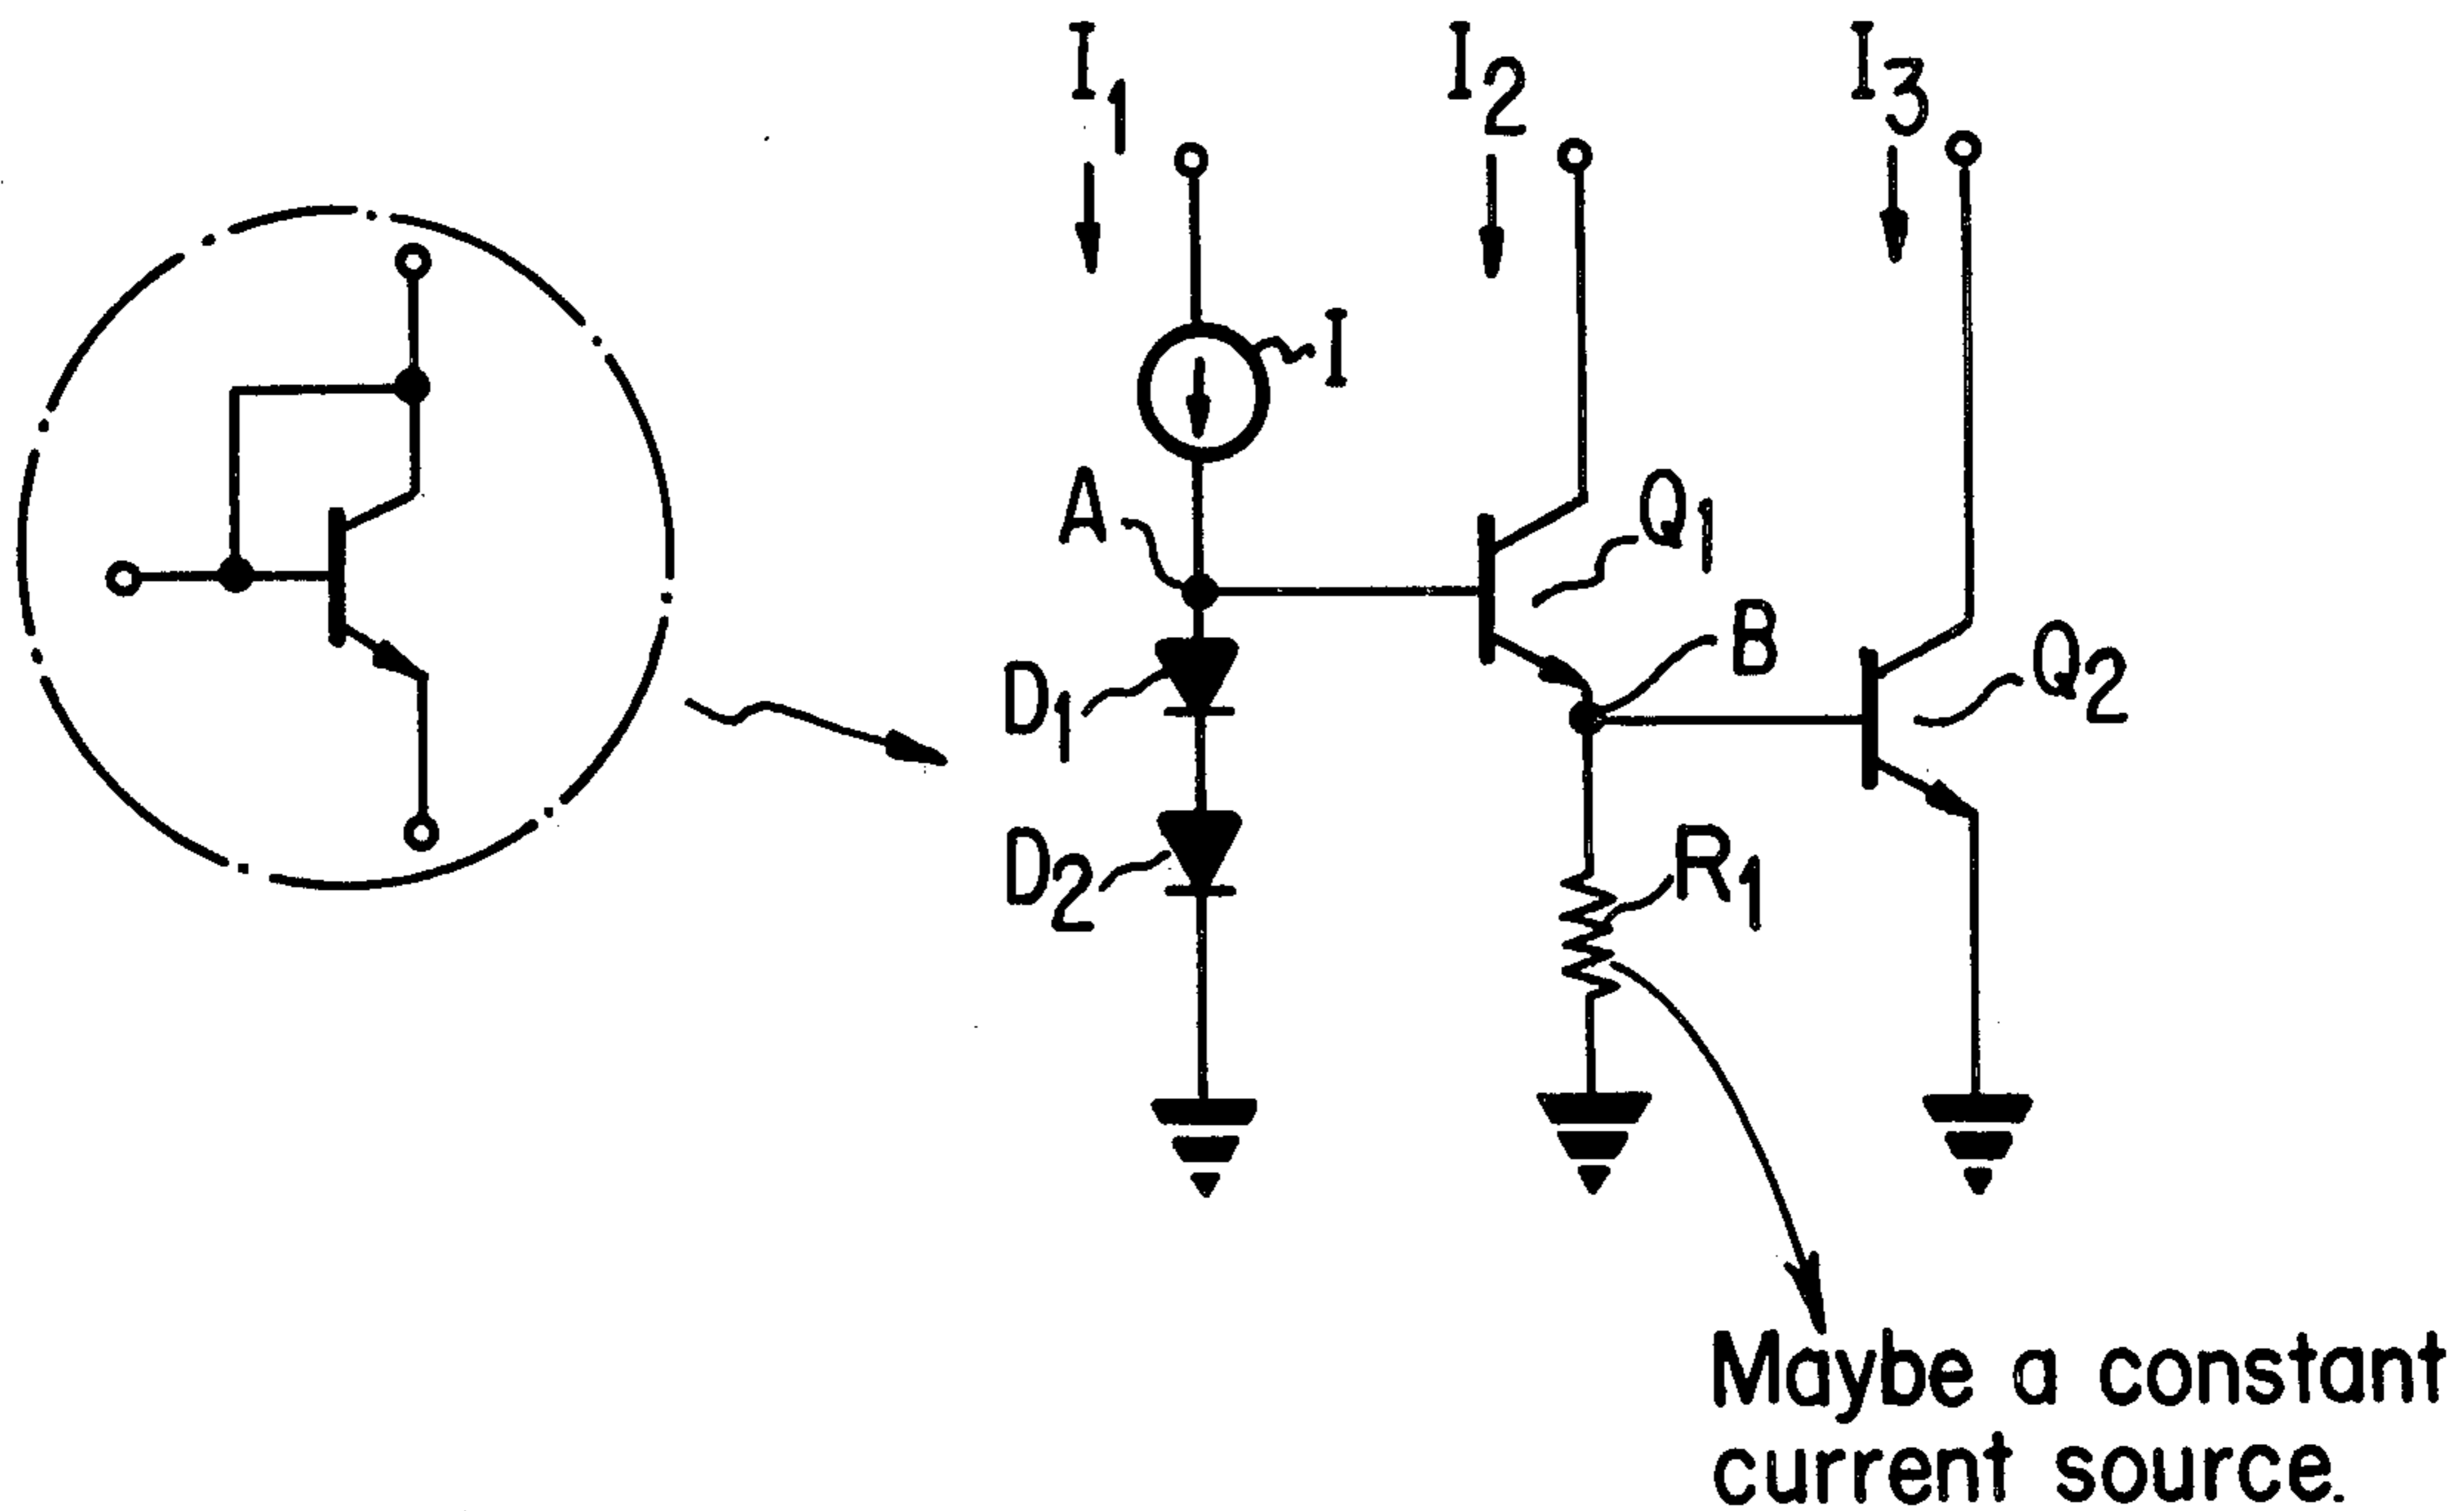 I1
I2
I3
I
A
Q1
B
Q2
D1
D2
R1
Maybe a constant
current source.